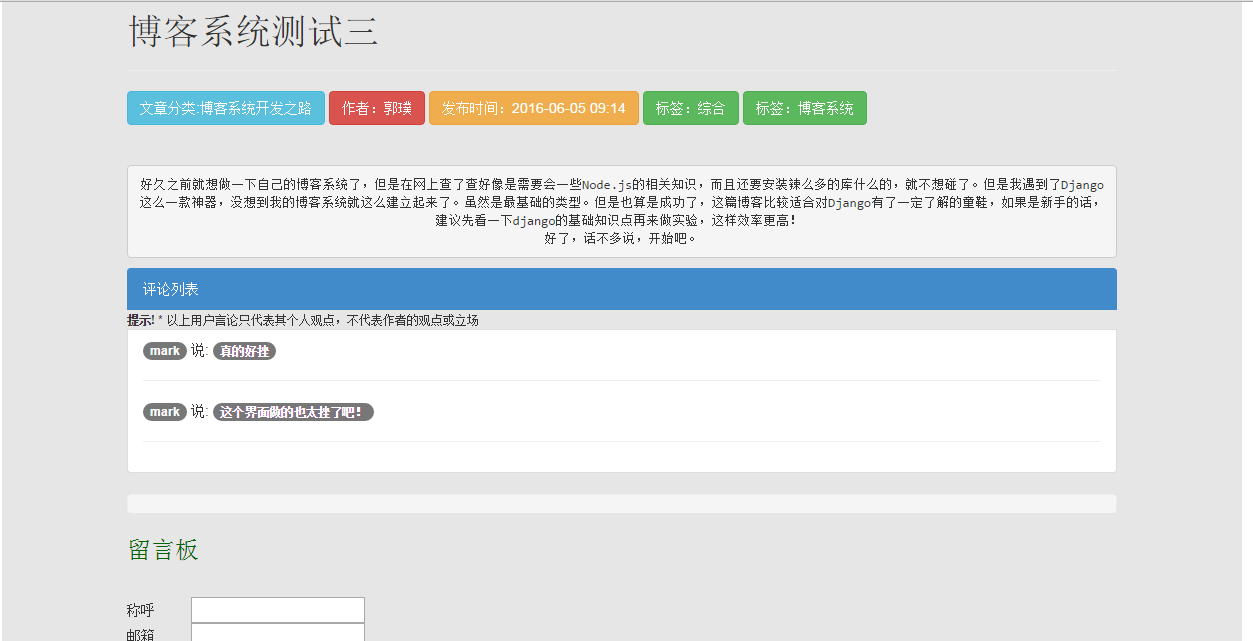 博客系统测试三
文章分类:博客系统开发之路 作者：郭璞 发布时间：2016-06-05 09:14 标签：综合 标签：博客系统
好久之前就想做一下自己的博客系统了，但是在网上查了查好像是需要会一些Node.js的相关知识，而且还要安装辣么多的库什么的，就不想碰了。但是我遇到了Django
这么一款神器，没想到我的博客系统就这么建立起来了。虽然是最基础的类型。但是也算是成功了，这篇博客比较适合对Django有了一定了解的童鞋，如果是新手的话，
建议先看一下django的基础知识点再来做实验，这样效率更高！
好了，话不多说，开始吧。
评论列表
提示! * 以上用户言论只代表其个人观点，不代表作者的观点或立场
mark 说: 真的好挫
mark 说: 这个界面做的也太挫了吧！
留言板
称呼
邮箱